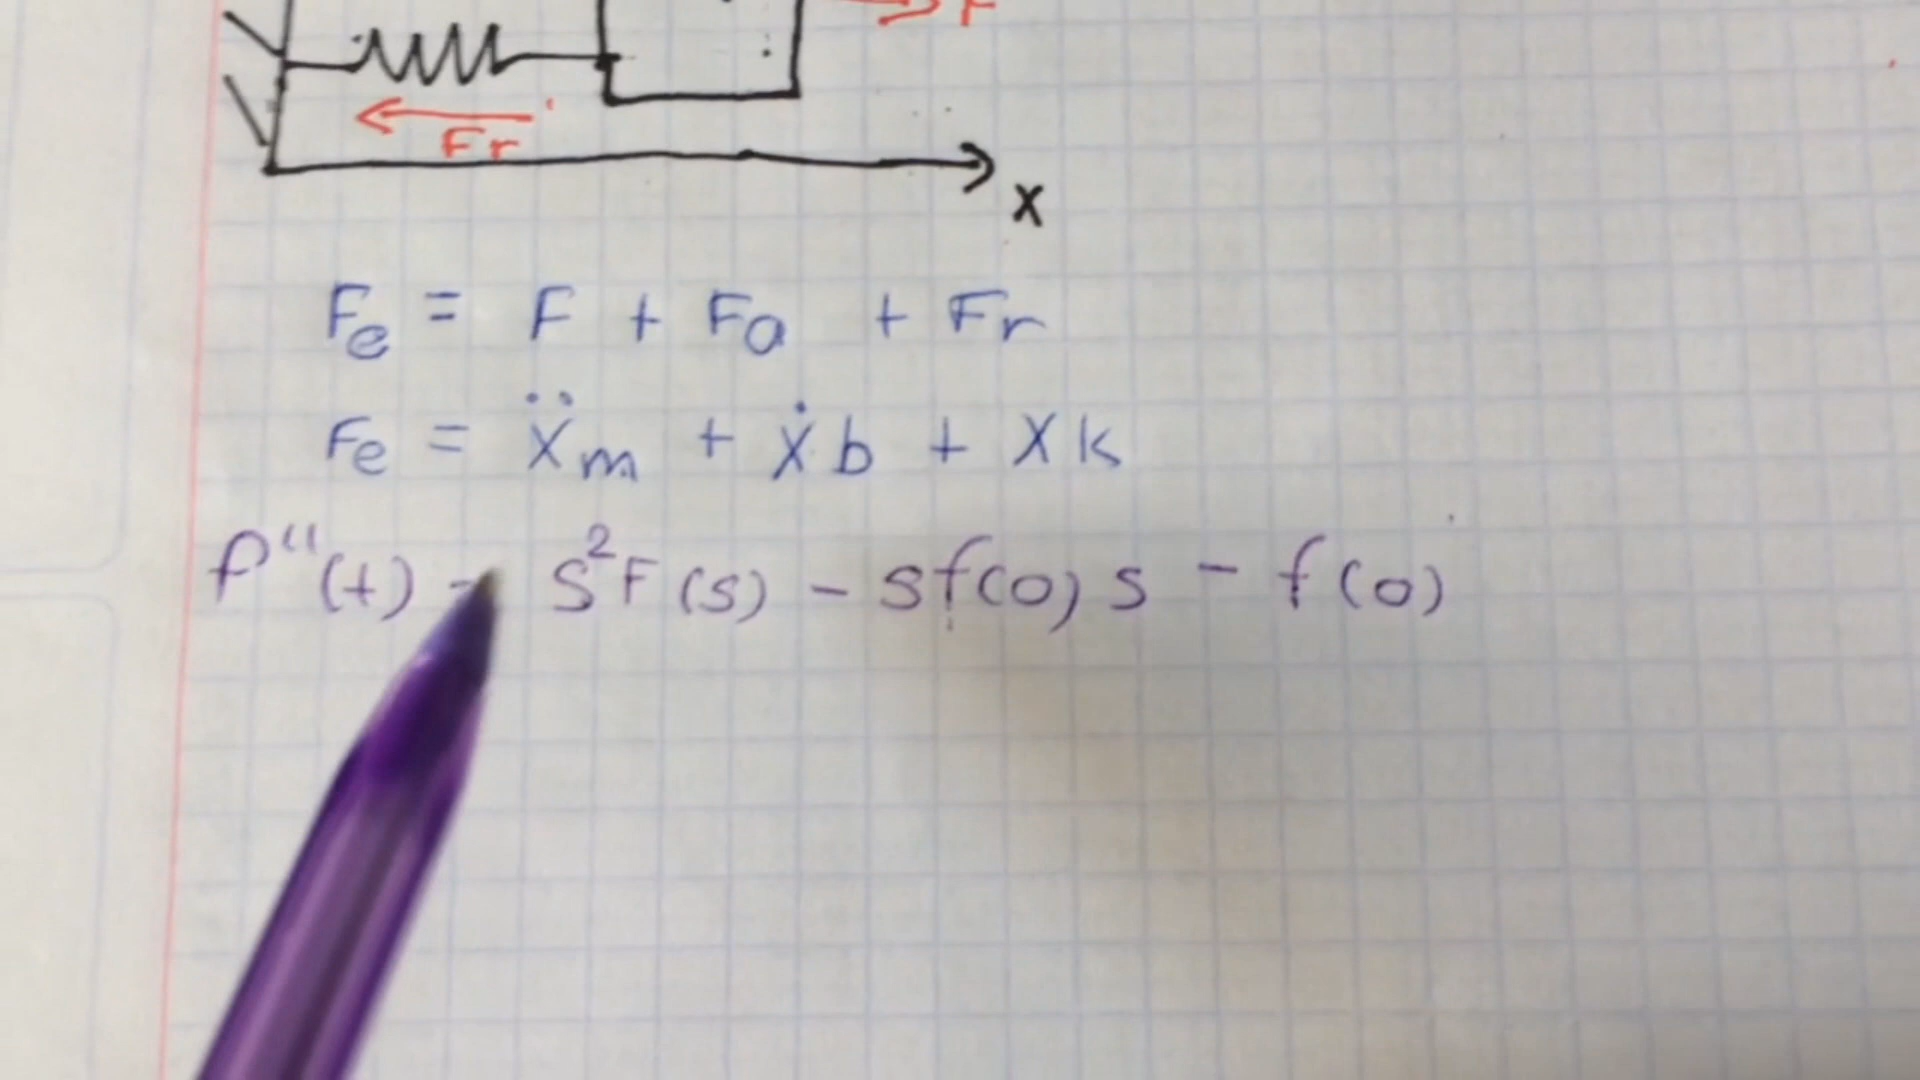 F
Fr
x
Fe = F + Fa + Fr
Fe = ẍm + ẋb + xk
f"(t) - S²F(s) - sf(0)s - f(0)